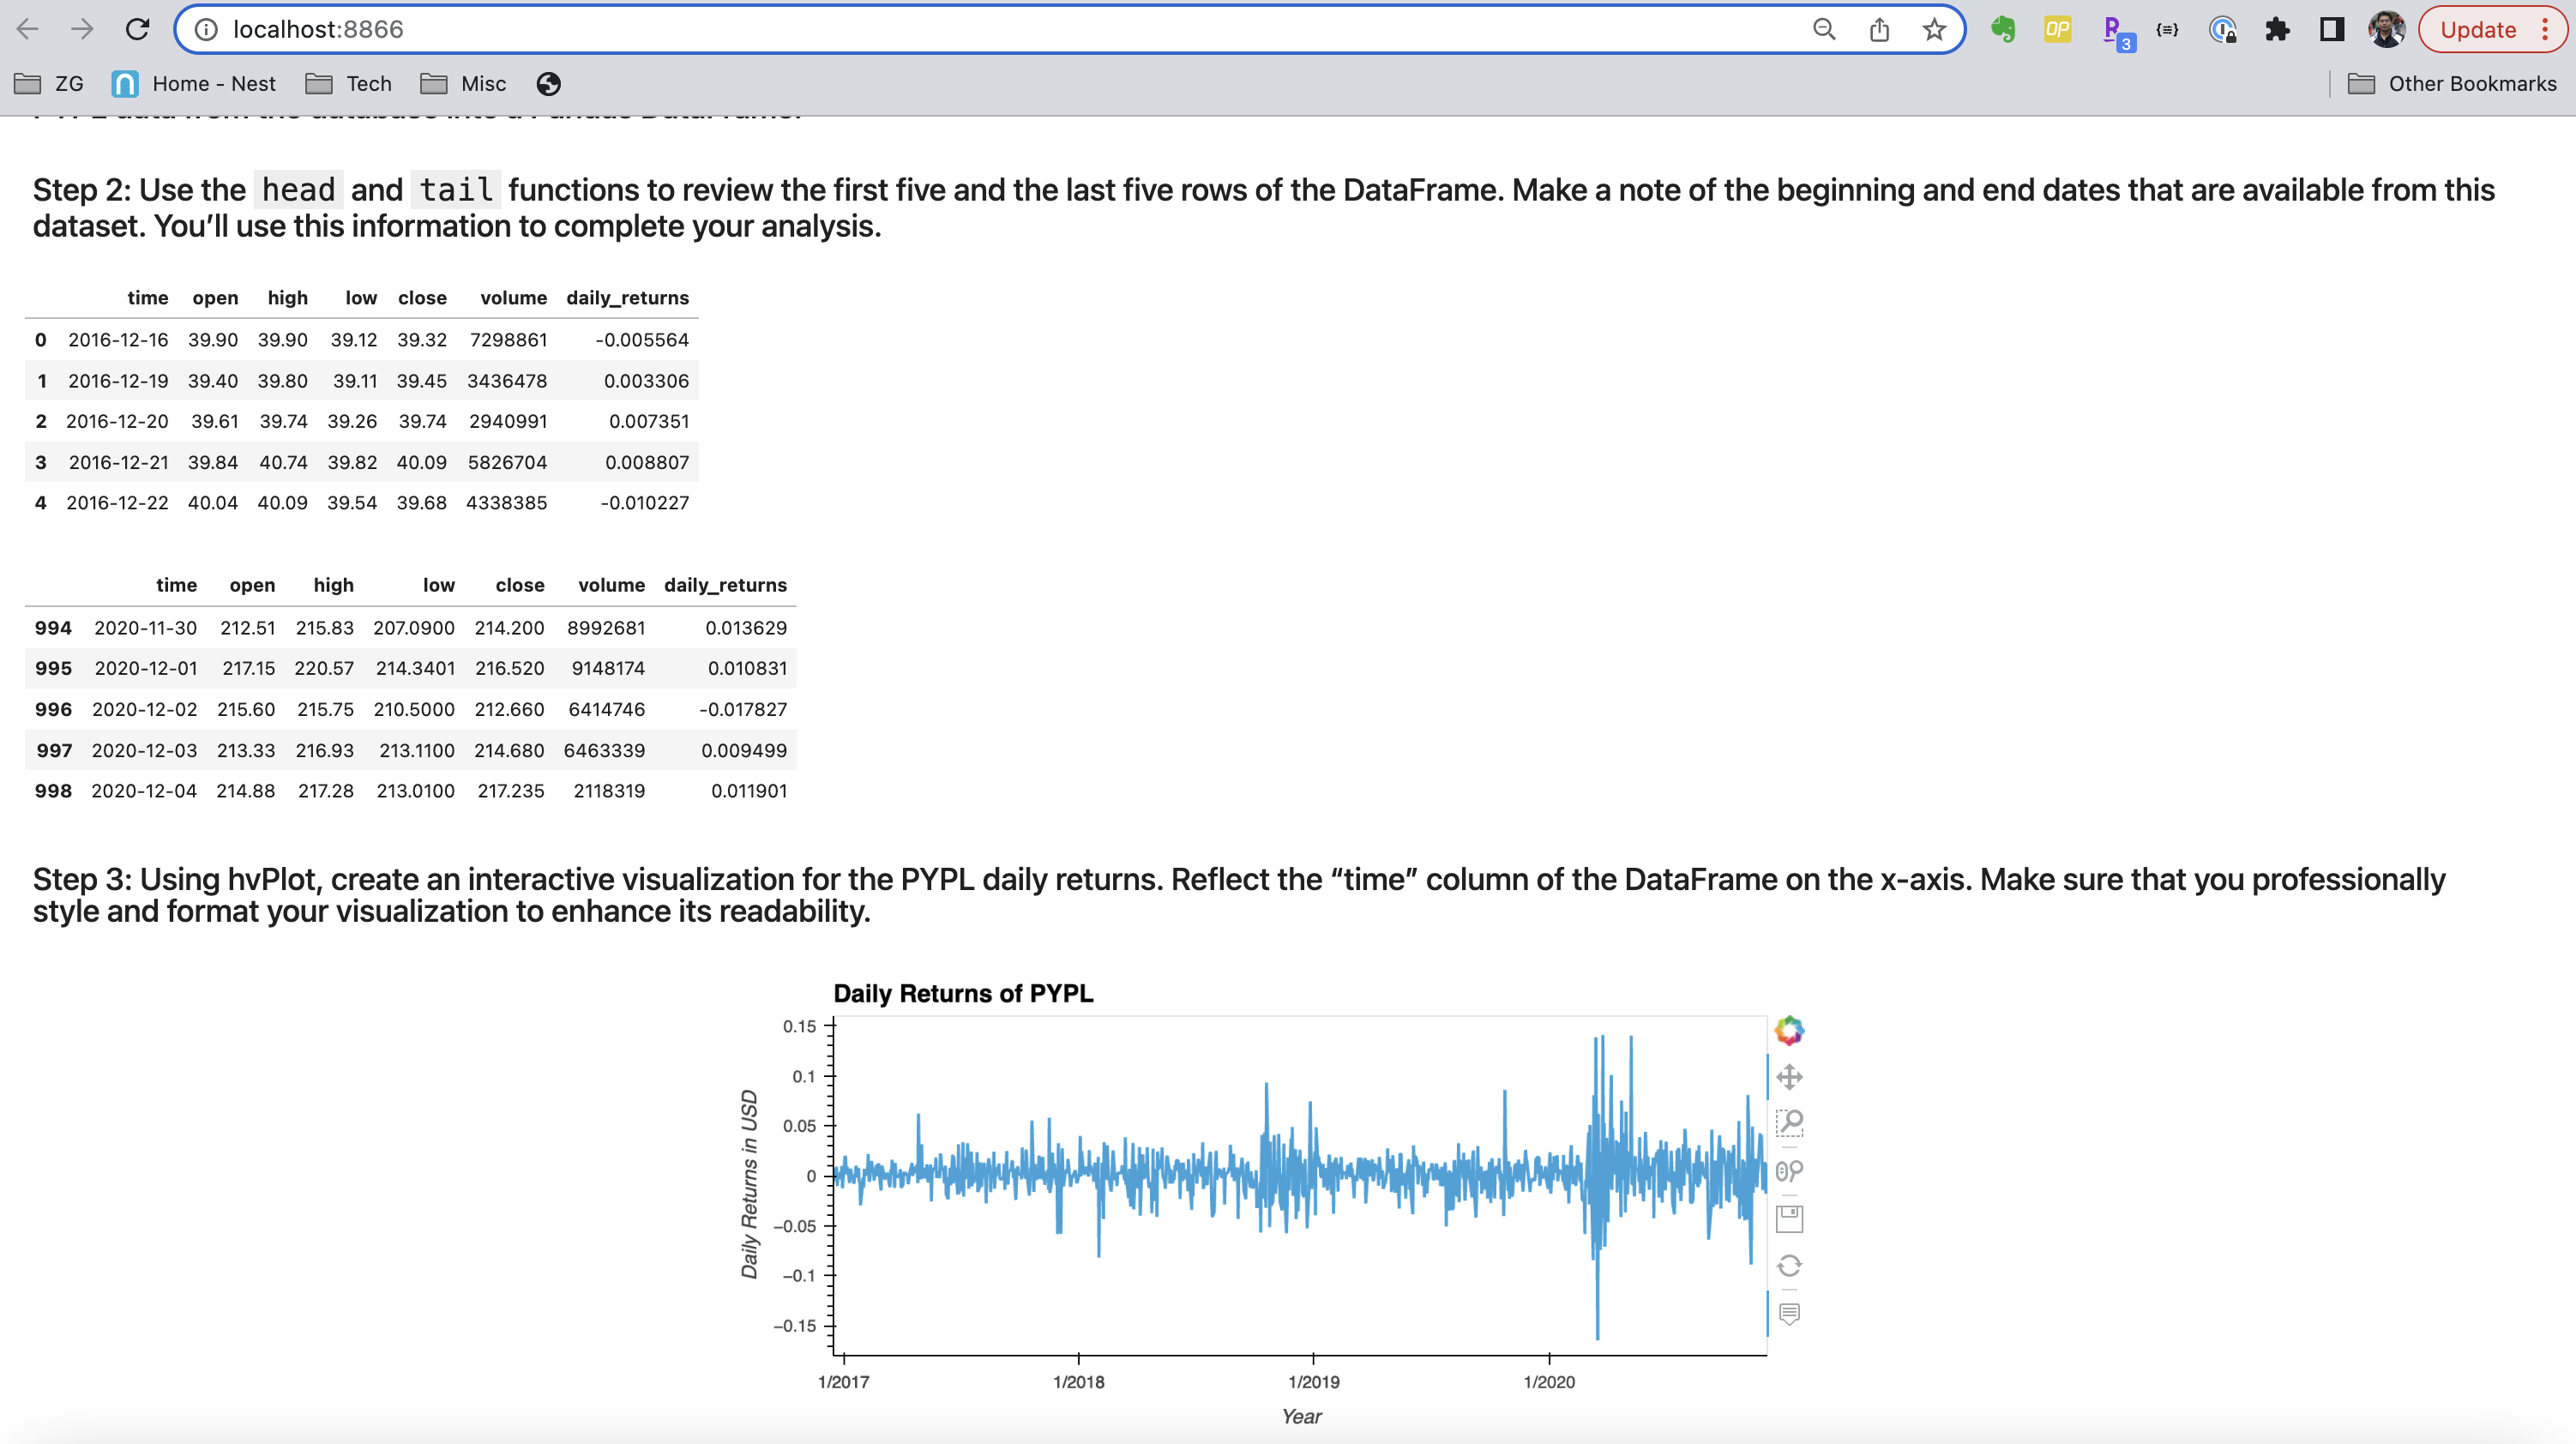 localhost:8866
OP
3
Update
ZG
Home - Nest
Tech
Misc
Other Bookmarks
PYPL data from the database into a Pandas DataFrame.
Step 2: Use the head and tail functions to review the first five and the last five rows of the DataFrame. Make a note of the beginning and end dates that are available from this
dataset. You’ll use this information to complete your analysis.
time open high low close volume daily_returns
0 2016-12-16 39.90 39.90 39.12 39.32 7298861 -0.005564
1 2016-12-19 39.40 39.80 39.11 39.45 3436478 0.003306
2 2016-12-20 39.61 39.74 39.26 39.74 2940991 0.007351
3 2016-12-21 39.84 40.74 39.82 40.09 5826704 0.008807
4 2016-12-22 40.04 40.09 39.54 39.68 4338385 -0.010227
time open high low close volume daily_returns
994 2020-11-30 212.51 215.83 207.0900 214.200 8992681 0.013629
995 2020-12-01 217.15 220.57 214.3401 216.520 9148174 0.010831
996 2020-12-02 215.60 215.75 210.5000 212.660 6414746 -0.017827
997 2020-12-03 213.33 216.93 213.1100 214.680 6463339 0.009499
998 2020-12-04 214.88 217.28 213.0100 217.235 2118319 0.011901
Step 3: Using hvPlot, create an interactive visualization for the PYPL daily returns. Reflect the “time” column of the DataFrame on the x-axis. Make sure that you professionally
style and format your visualization to enhance its readability.
Daily Returns of PYPL
0.15
0.1
0.05
0
−0.05
−0.1
−0.15
Daily Returns in USD
1/2017
1/2018
1/2019
1/2020
Year